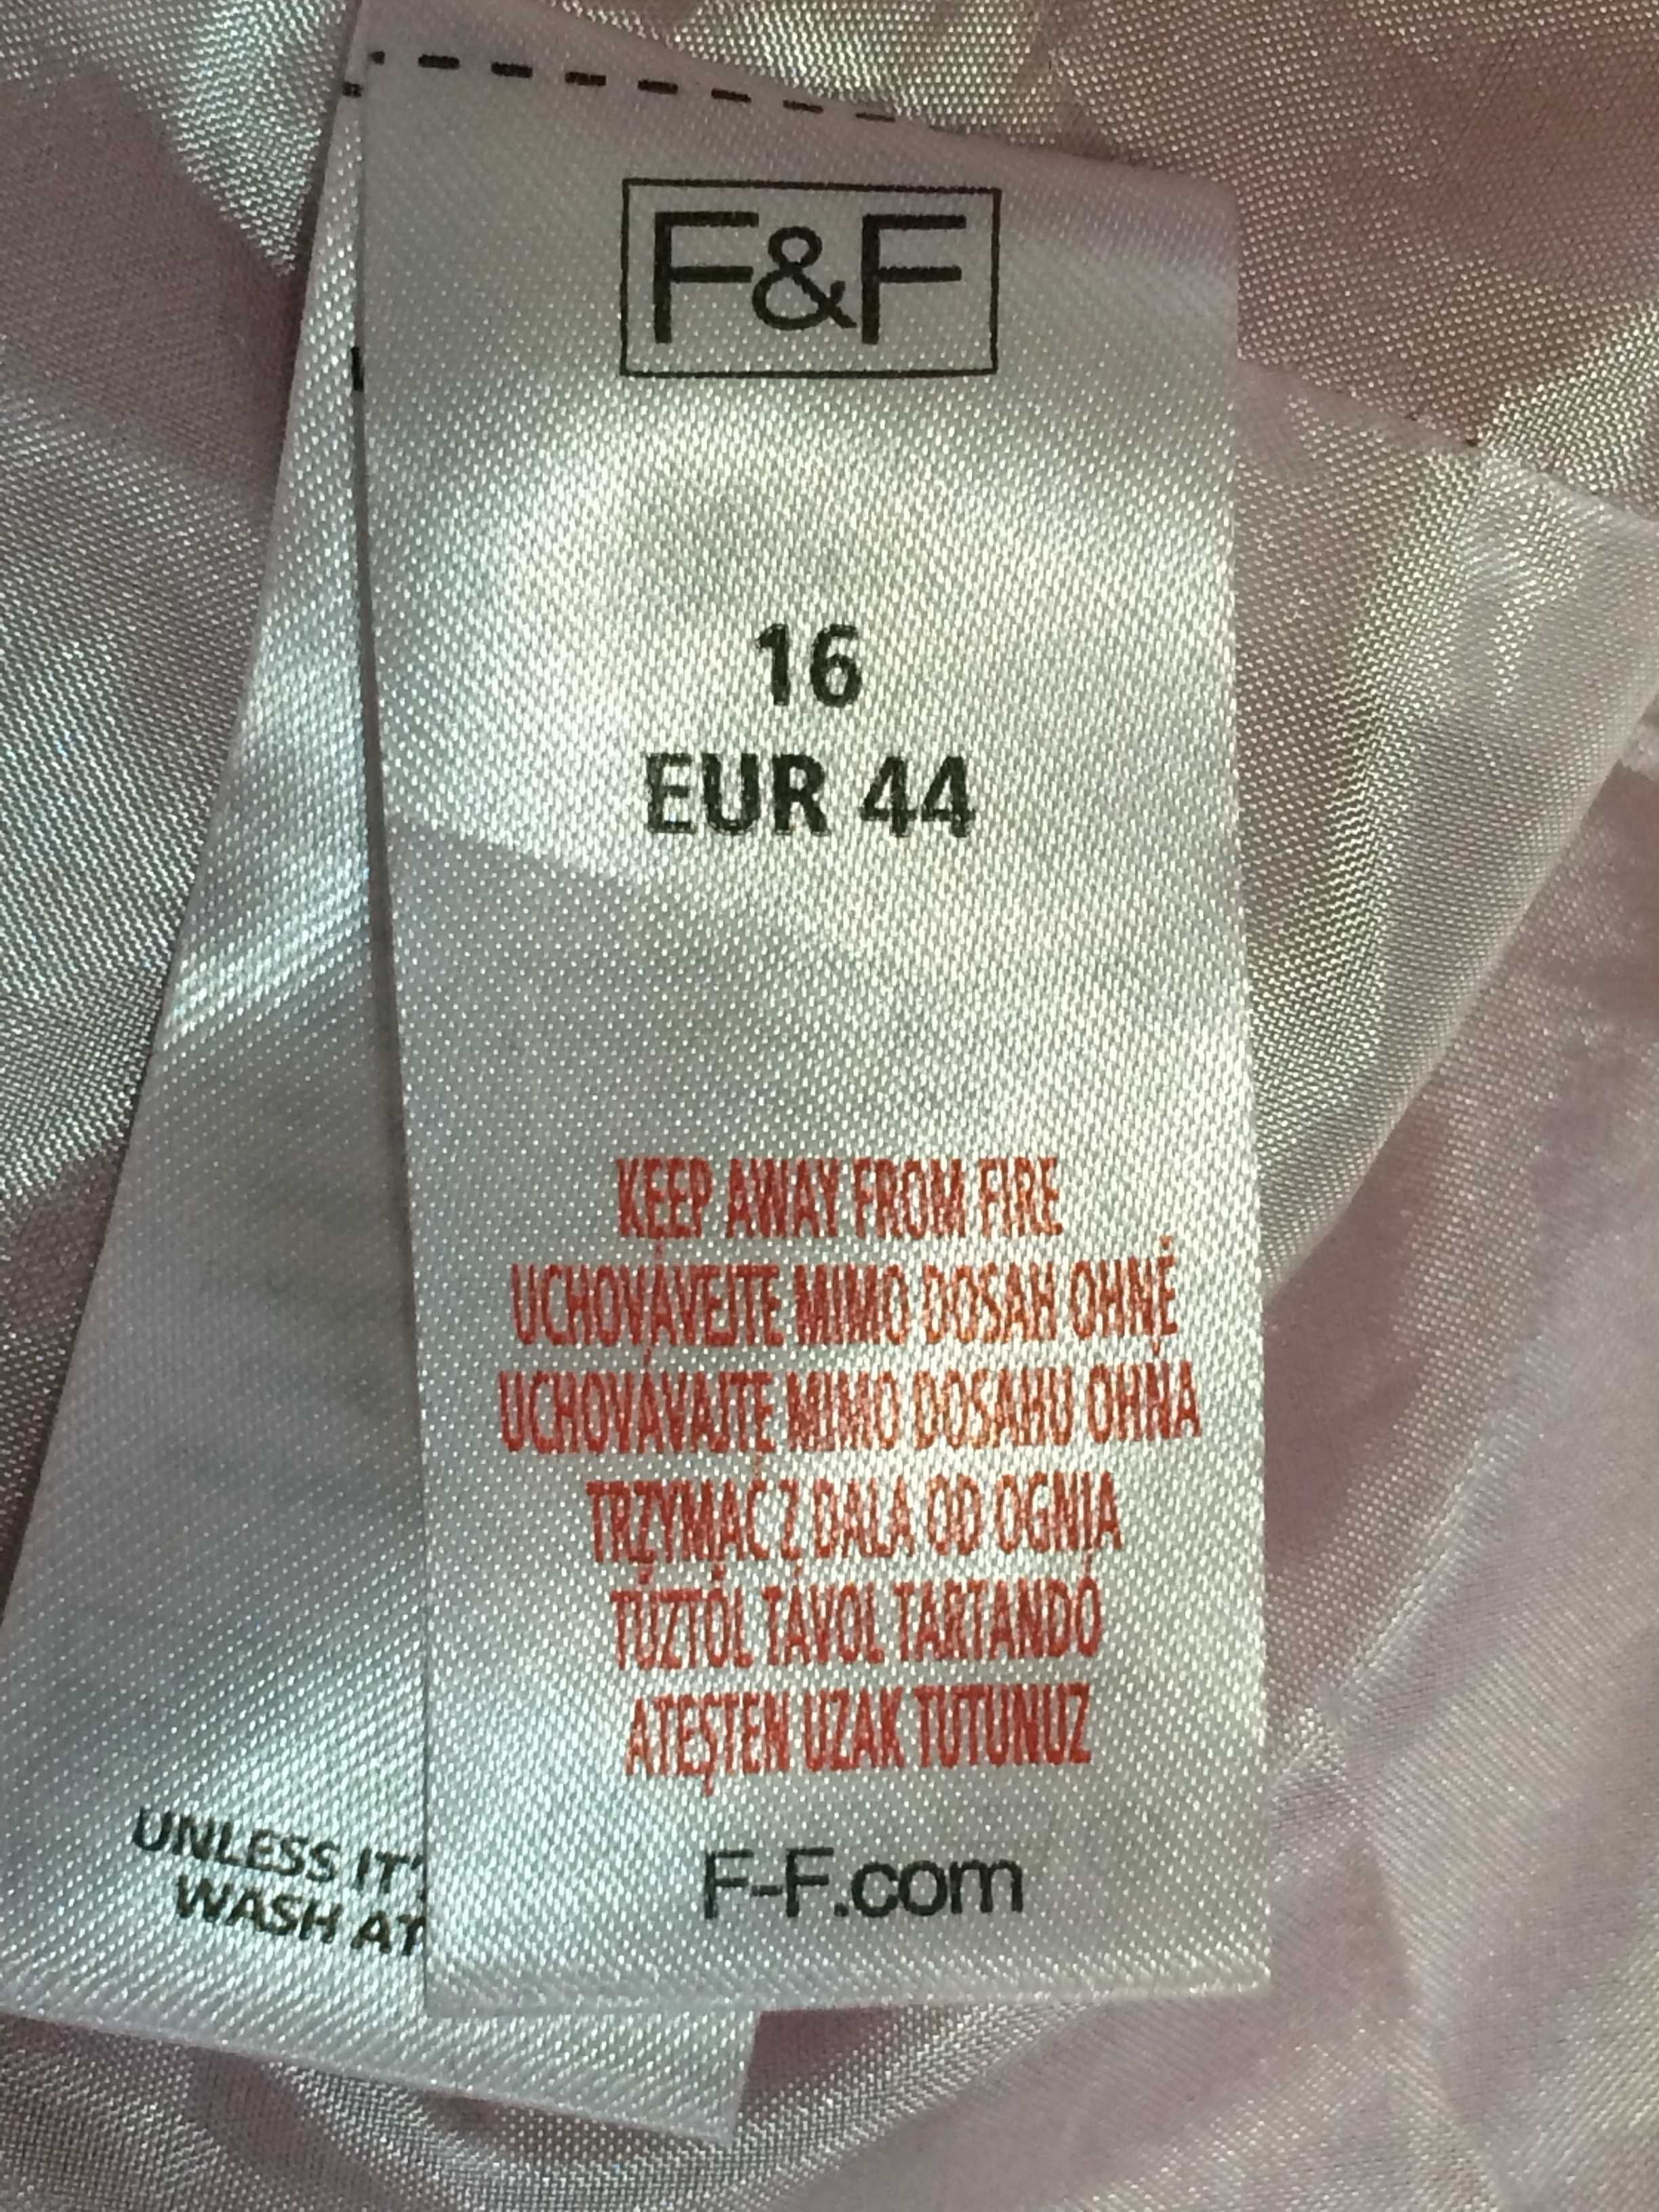 F&F
16
EUR 44
KEEP AWAY FROM FIRE
UCHOVÁVEJTE MIMO DOSAH OHNĚ
UCHOVÁVAJTE MIMO DOSAHU OHŇA
TRZYMAĆ Z DALA OD OGNIA
TŰZTŐL TÁVOL TARTANDÓ
ATEŞTEN UZAK TUTUNUZ
F-F.com
UNLESS IT'
WASH AT